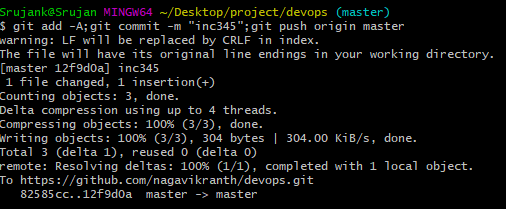 Srujank@Srujan MINGW64 ~/Desktop/project/devops (master)
$ git add -A;git commit -m "inc345";git push origin master
warning: LF will be replaced by CRLF in index.
The file will have its original line endings in your working directory.
[master 12f9d0a] inc345
 1 file changed, 1 insertion(+)
Counting objects: 3, done.
Delta compression using up to 4 threads.
Compressing objects: 100% (3/3), done.
Writing objects: 100% (3/3), 304 bytes | 304.00 KiB/s, done.
Total 3 (delta 1), reused 0 (delta 0)
remote: Resolving deltas: 100% (1/1), completed with 1 local object.
To https://github.com/nagavikranth/devops.git
   82585cc..12f9d0a  master -> master